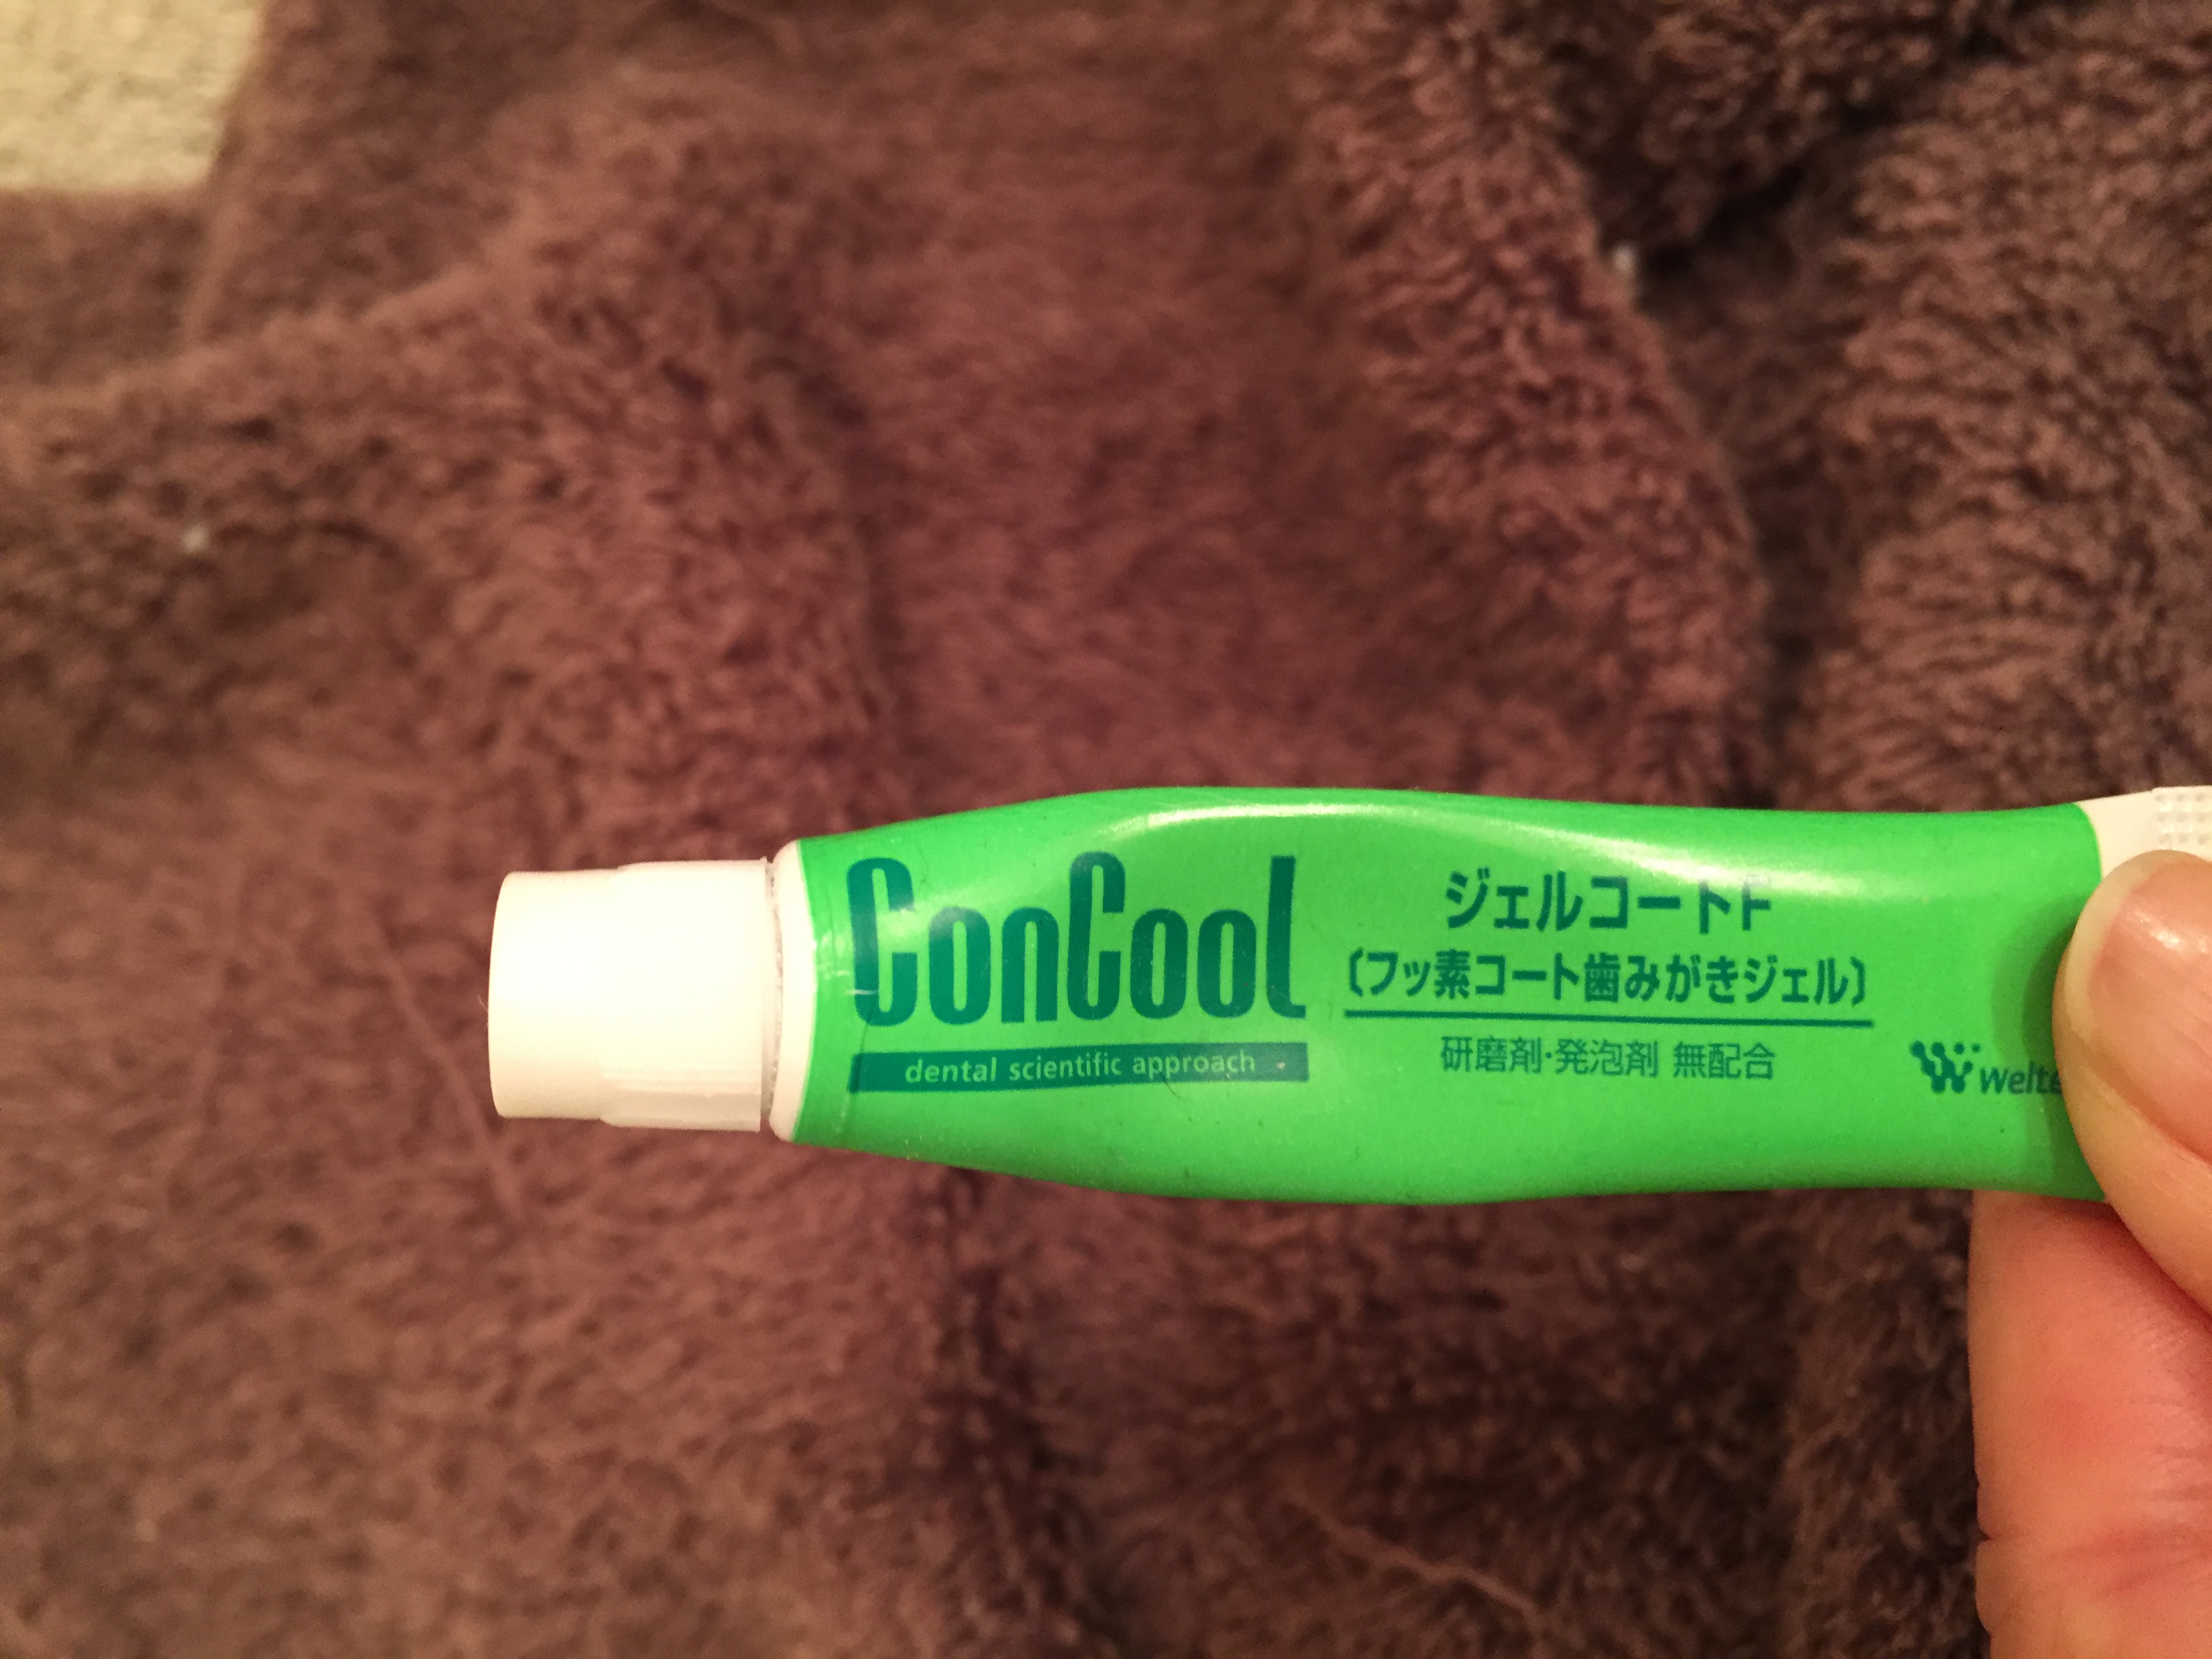 ConCool
dental scientific approach
ジェルコートF
〔フッ素コート歯みがきジェル〕
研磨剤・発泡剤 無配合